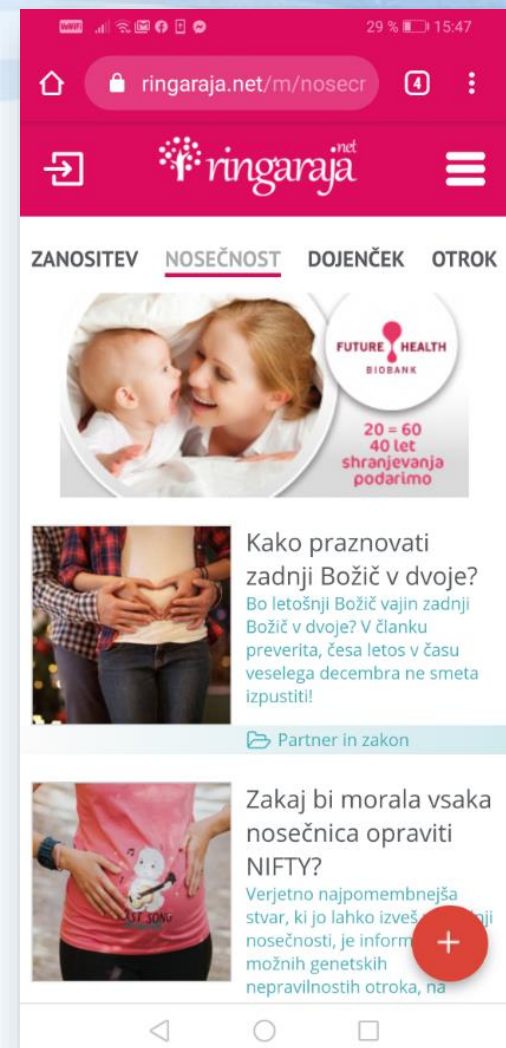 29 % 15:47
ringaraja.net/m/nosecr
4
ringaraja.net
ZANOSITEV NOSEČNOST DOJENČEK OTROK
FUTURE HEALTH
BIOBANK
20 = 60
40 let
shranjevanja
podarimo
Kako praznovati
zadnji Božič v dvoje?
Bo letošnji Božič vajin zadnji
Božič v dvoje? V članku
preverita, česa letos v času
veselega decembra ne smeta
izpustiti!
Partner in zakon
Zakaj bi morala vsaka
nosečnica opraviti
NIFTY?
Verjetno najpomembnejša
stvar, ki jo lahko izveš
nosečnosti, je
možnih genetskih
nepravilnostih otroka, na
SONG